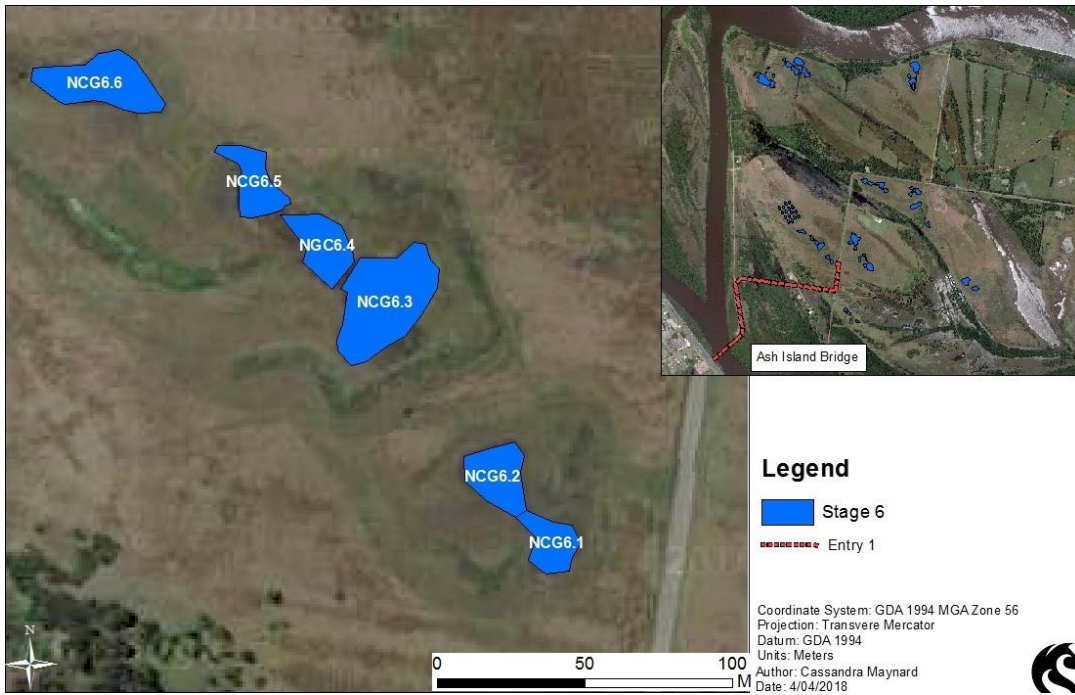 NCG6.6
NCG6.5
NGC6.4
NCG6.3
NCG6.2
NCG6.1
Ash Island Bridge
Legend
Stage 6
Entry 1
N
0 50 100
M
Coordinate System: GDA 1994 MGA Zone 56
Projection: Transvere Mercator
Datum: GDA 1994
Units: Meters
Author: Cassandra Maynard
Date: 4/04/2018